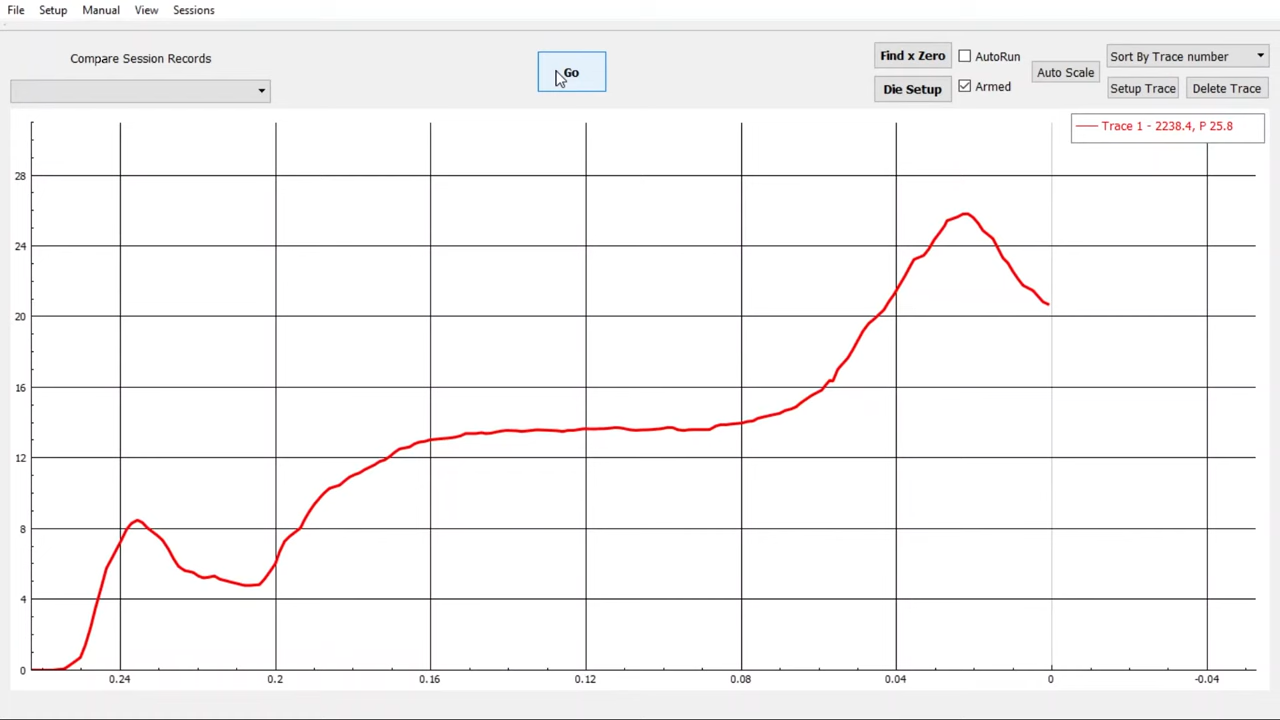 File Setup Manual View Sessions
Compare Session Records
Go
Find x Zero
AutoRun
Die Setup
Armed
Auto Scale
Sort By Trace number
Setup Trace
Delete Trace
Trace 1 - 2238.4, P 25.8
28
24
20
16
12
8
4
0
0.24 0.2 0.16 0.12 0.08 0.04 0 -0.04